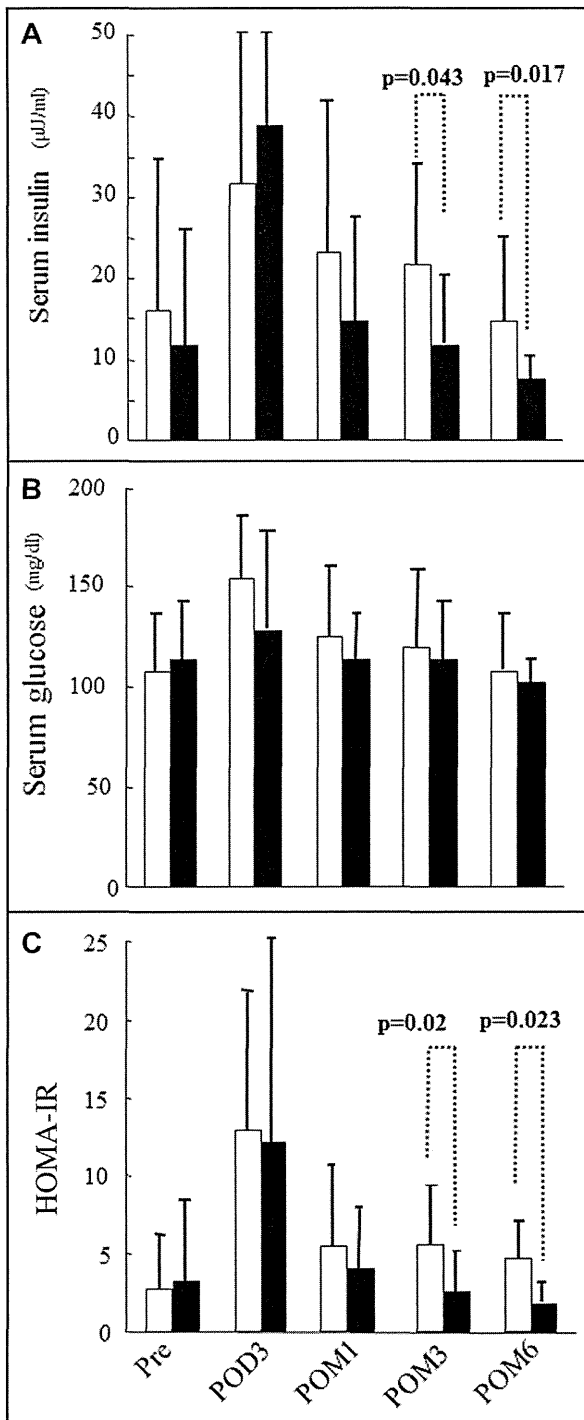 A
50
40
30
20
10
0
Serum insulin (μU/ml)
p=0.043
p=0.017
B
200
150
100
50
0
Serum glucose (mg/dl)
C
25
20
15
10
5
0
HOMA-IR
p=0.02
p=0.023
Pre
POD3
POM1
POM3
POM6